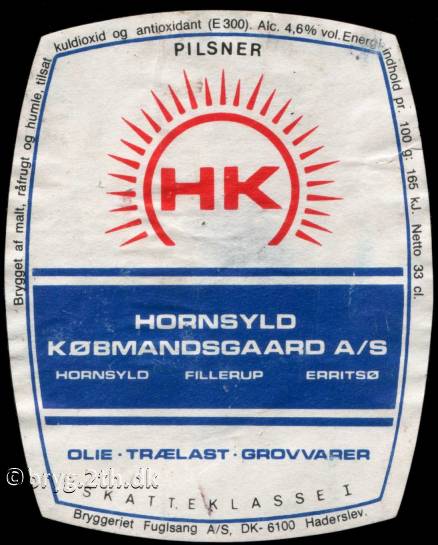 Brygget af malt, råfrugt og humle, tilsat kuldioxid og antioxidant (E 300). Alc. 4,6% vol. Energiindhold pr. 100 g: 165 kJ. Netto 33 cl.
PILSNER
HK
HORNSYLD
KØBMANDSGAARD A/S
HORNSYLD FILLERUP ERRITSØ
OLIE · TRÆLAST · GROVVARER
© bryg.2th.dk
SKATTEKLASSE I
Bryggeriet Fuglsang A/S, DK- 6100 Haderslev.